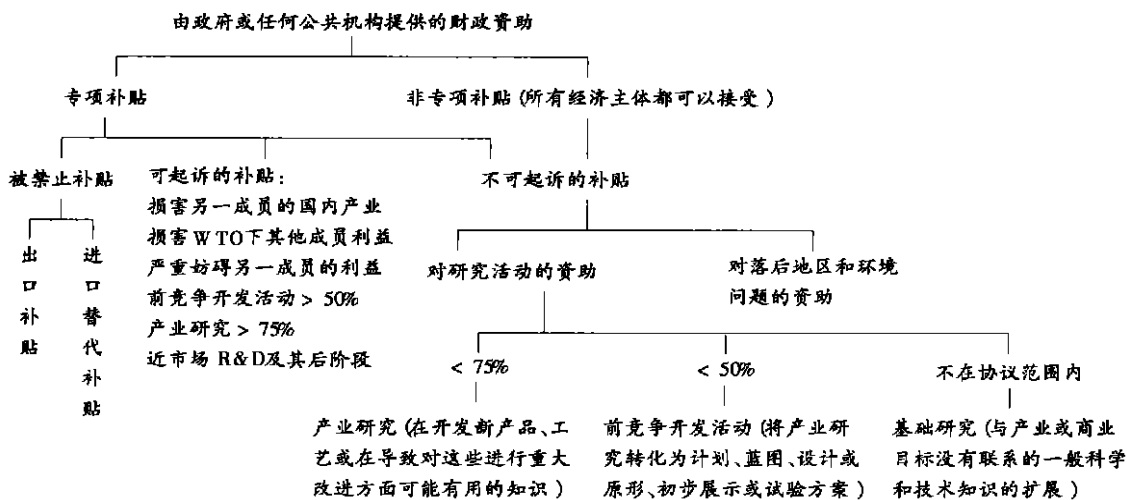 由政府或任何公共机构提供的财政资助
专项补贴
非专项补贴(所有经济主体都可以接受)
被禁止补贴
出口补贴
进口替代补贴
可起诉的补贴:
损害另一成员的国内产业
损害WTO下其他成员利益
严重妨碍另一成员的利益
前竞争开发活动> 50%
产业研究> 75%
近市场 R&D及其后阶段
不可起诉的补贴
对研究活动的资助
对落后地区和环境
问题的资助
< 75%
< 50%
不在协议范围内
产业研究(在开发新产品、工
艺或在导致对这些进行重大
改进方面可能有用的知识)
前竞争开发活动(将产业研
究转化为计划、蓝图、设计或
原形、初步展示或试验方案)
基础研究(与产业或商业
目标没有联系的一般科学
和技术知识的扩展)